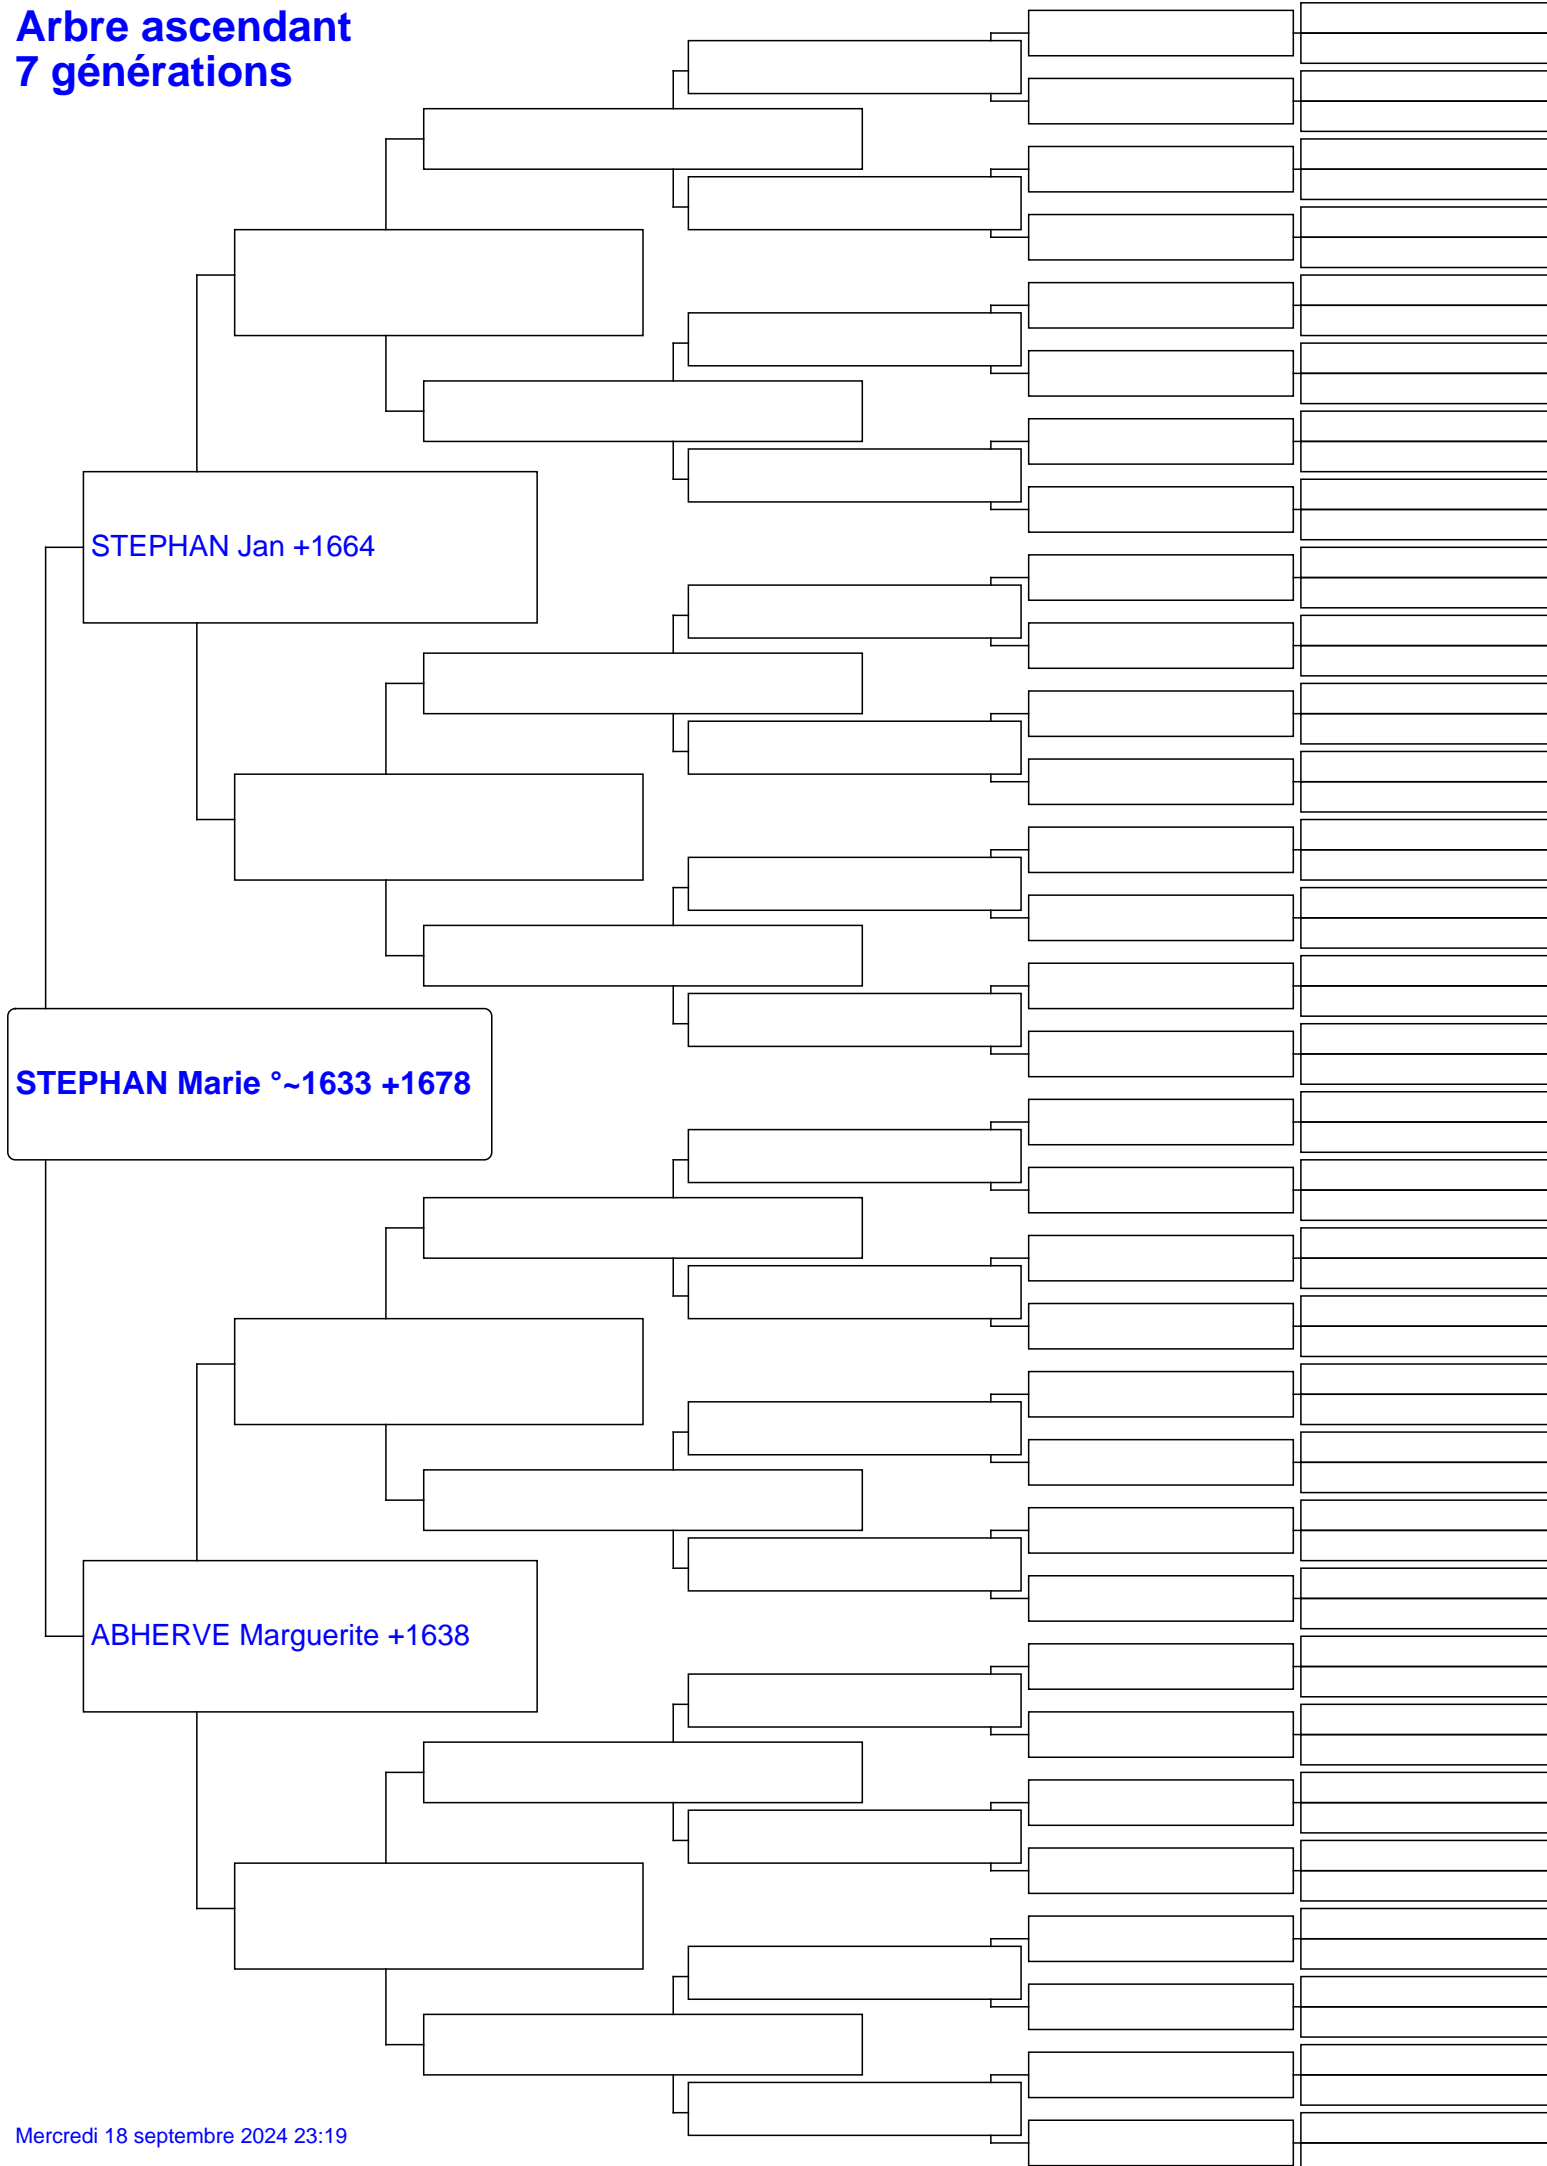 Arbre ascendant
7 générations
STEPHAN Jan +1664
STEPHAN Marie °~1633 +1678
ABHERVE Marguerite +1638
Mercredi 18 septembre 2024 23:19